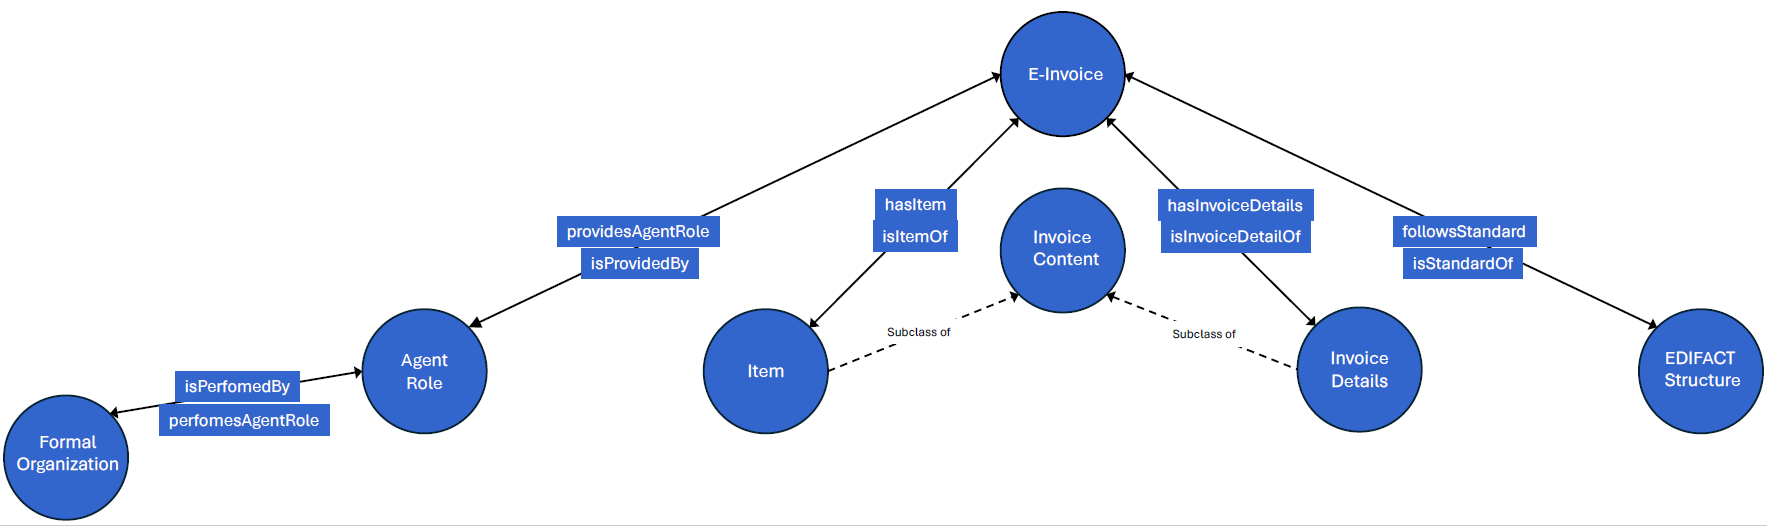 E-Invoice
hasItem
isItemOf
hasInvoiceDetails
isInvoiceDetailOf
providesAgentRole
isProvidedBy
followsStandard
isStandardOf
Invoice
Content
Subclass of
Subclass of
Agent
Role
Item
Invoice
Details
EDIFACT
Structure
isPerfomedBy
perfomesAgentRole
Formal
Organization